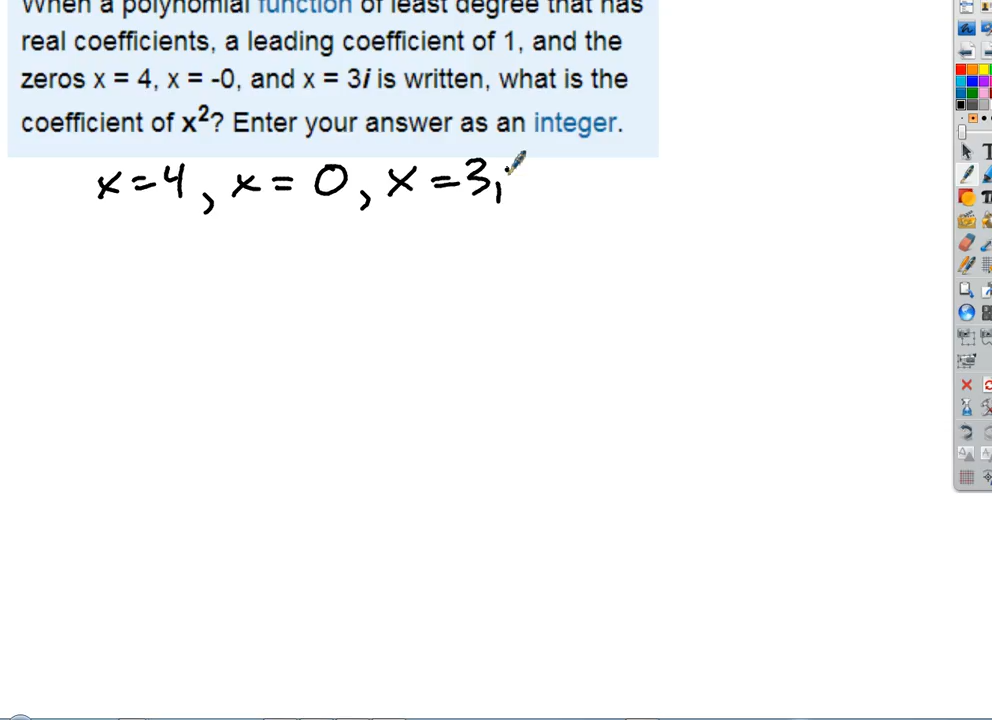 When a polynomial function of least degree that has
real coefficients, a leading coefficient of 1, and the
zeros x = 4, x = -0, and x = 3i is written, what is the
coefficient of x²? Enter your answer as an integer.
x=4, x= 0, x=3i